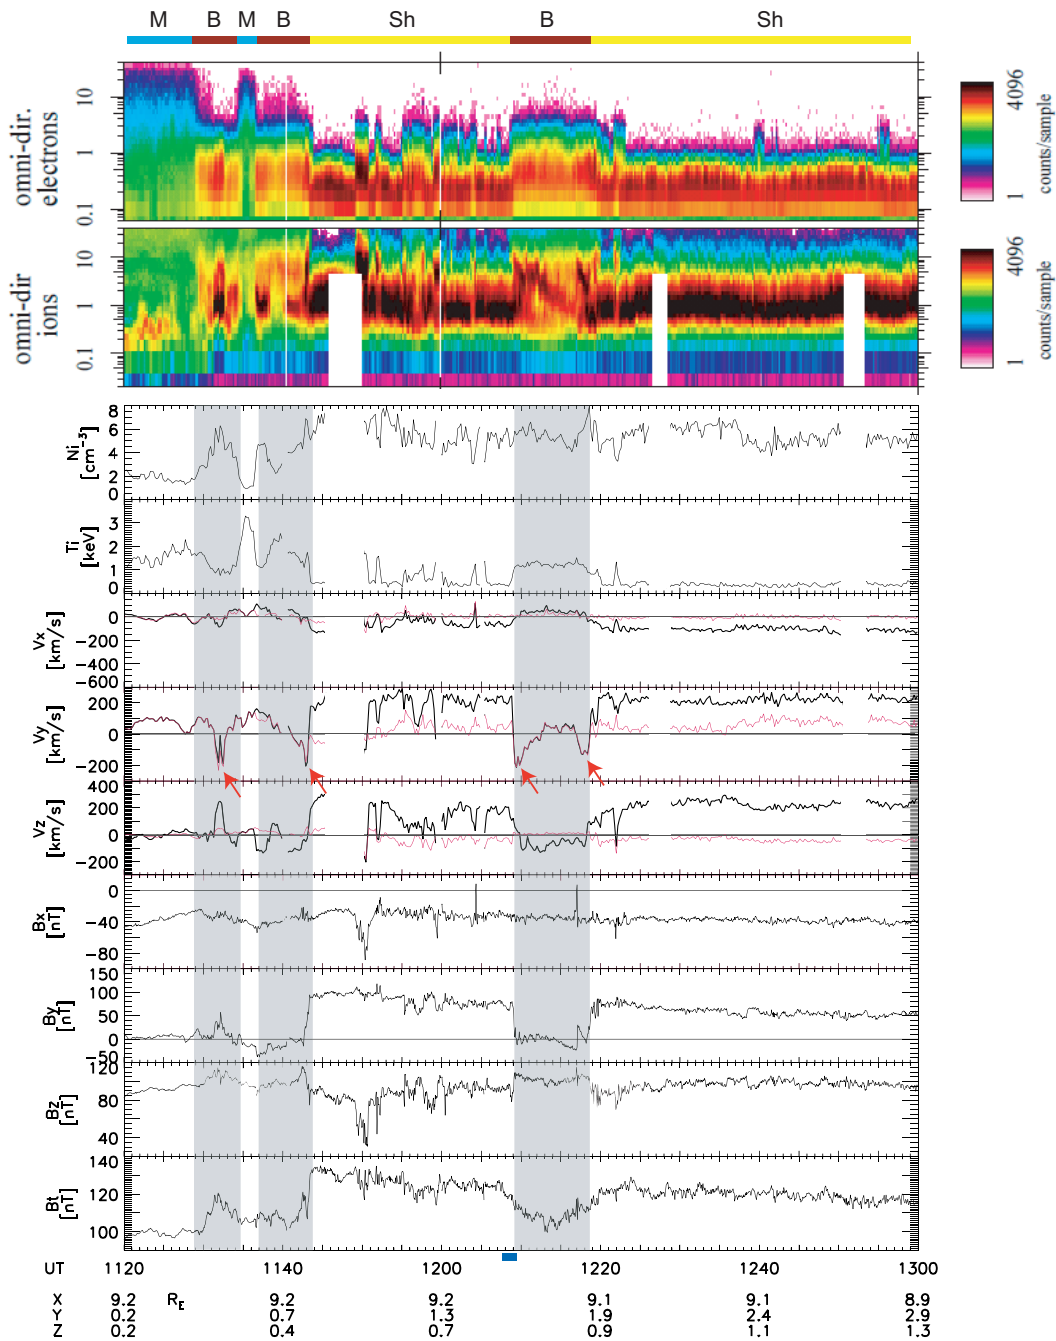 M B M B Sh B Sh
omni-dir. electrons
10
1
0.1
4096
1
counts/sample
omni-dir ions
10
1
0.1
4096
1
counts/sample
Ni [cm⁻³]
8
6
4
2
0
Ti [keV]
3
2
1
0
Vx [km/s]
0
-200
-400
-600
Vy [km/s]
200
0
-200
Vz [km/s]
400
200
0
-200
Bx [nT]
0
-40
-80
By [nT]
150
100
50
0
-50
Bz [nT]
120
80
40
Bt [nT]
140
120
100
UT 1120 1140 1200 1220 1300
X 9.2 R_E 9.2 9.2 9.1 9.1 8.9
Y 0.2 0.7 1.3 1.9 2.4 2.9
Z 0.2 0.4 0.7 0.9 1.1 1.3